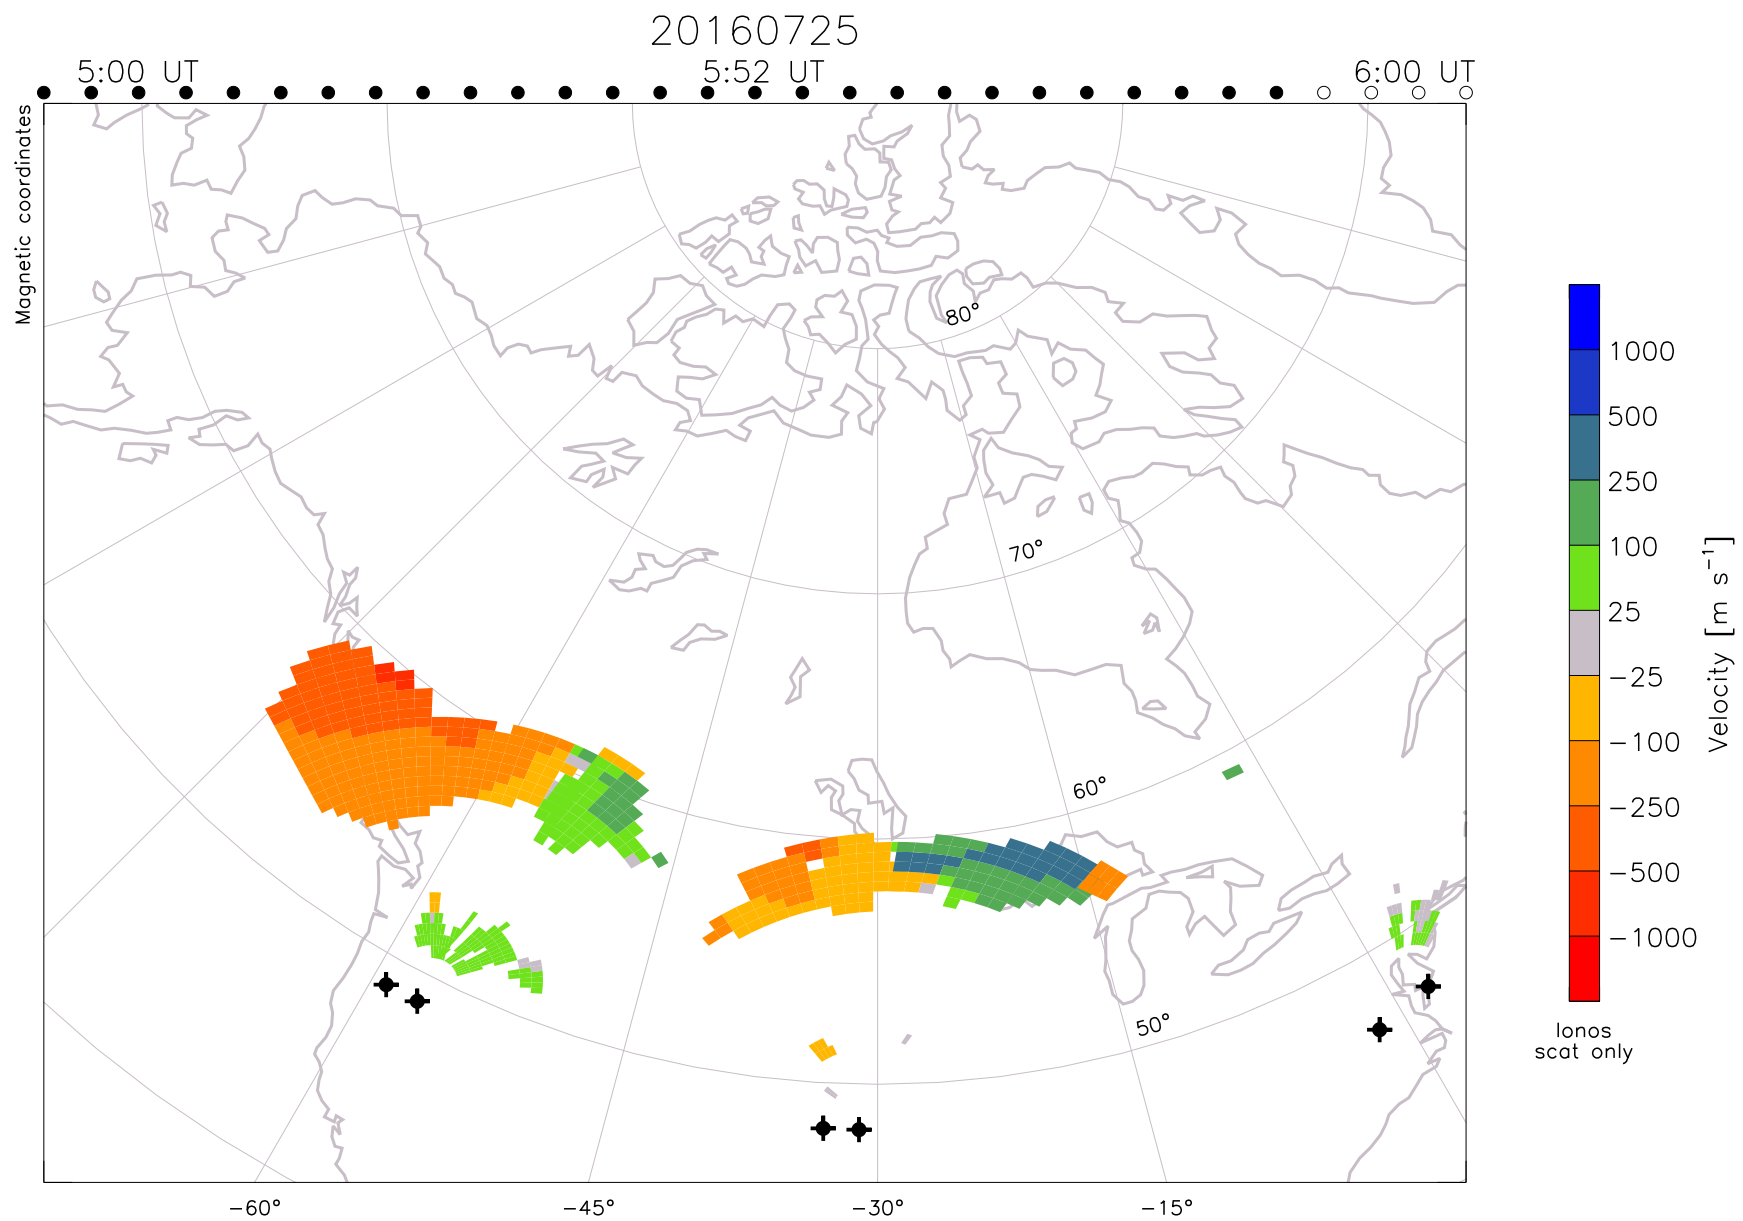 20160725
5:00 UT
5:52 UT
6:00 UT
Magnetic coordinates
80°
70°
60°
50°
−60°
−45°
−30°
−15°
1000
500
250
100
25
−25
−100
−250
−500
−1000
Velocity [m s⁻¹]
Ionos
scat only